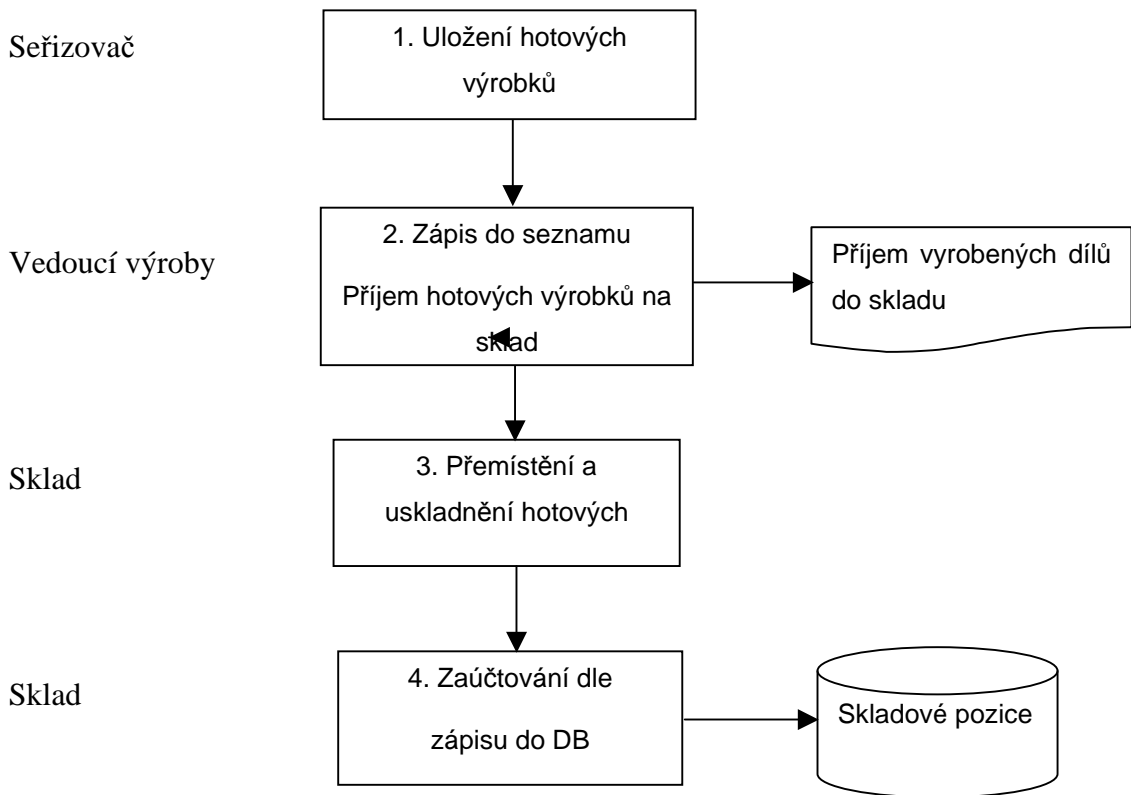 Seřizovač
1. Uložení hotových
výrobků
Vedoucí výroby
2. Zápis do seznamu
Příjem hotových výrobků na
sklad
Příjem vyrobených dílů
do skladu
Sklad
3. Přemístění a
uskladnění hotových
Sklad
4. Zaúčtování dle
zápisu do DB
Skladové pozice